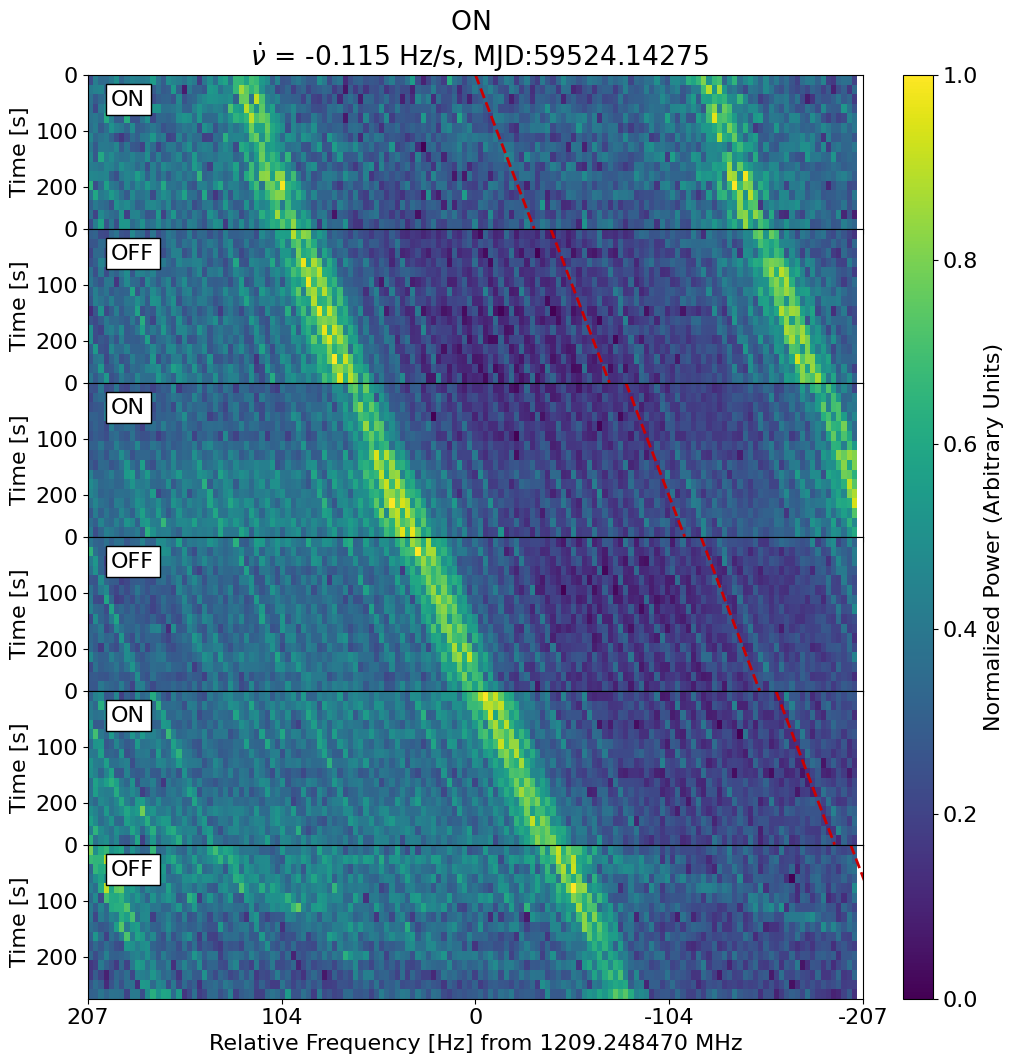 ON
ν̇ = -0.115 Hz/s, MJD:59524.14275
0
ON
100
200
Time [s]
0
OFF
100
200
Time [s]
0
ON
100
200
Time [s]
0
OFF
100
200
Time [s]
0
ON
100
200
Time [s]
0
OFF
100
200
Time [s]
207 104 0 -104 -207
Relative Frequency [Hz] from 1209.248470 MHz
1.0
0.8
0.6
0.4
0.2
0.0
Normalized Power (Arbitrary Units)